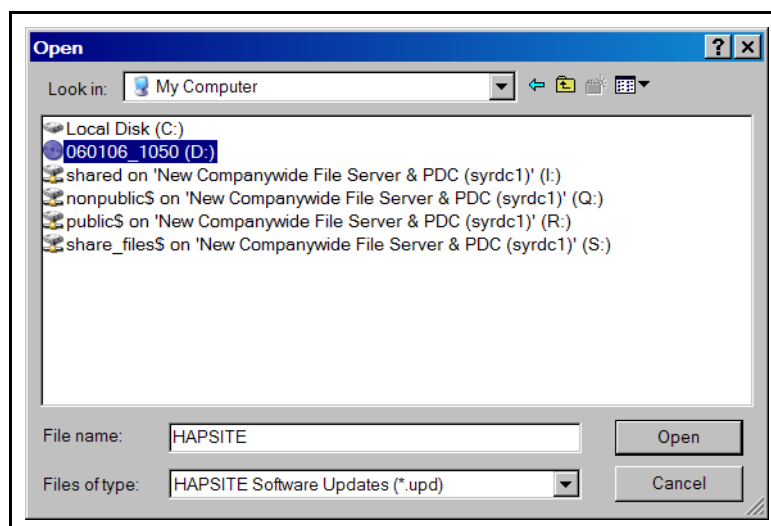 Open
Look in: My Computer
Local Disk (C:)
060106_1050 (D:)
shared on 'New Companywide File Server & PDC (syrdc1)' (I:)
nonpublic$ on 'New Companywide File Server & PDC (syrdc1)' (Q:)
public$ on 'New Companywide File Server & PDC (syrdc1)' (R:)
share_files$ on 'New Companywide File Server & PDC (syrdc1)' (S:)
File name: HAPSITE Open
Files of type: HAPSITE Software Updates (*.upd) Cancel